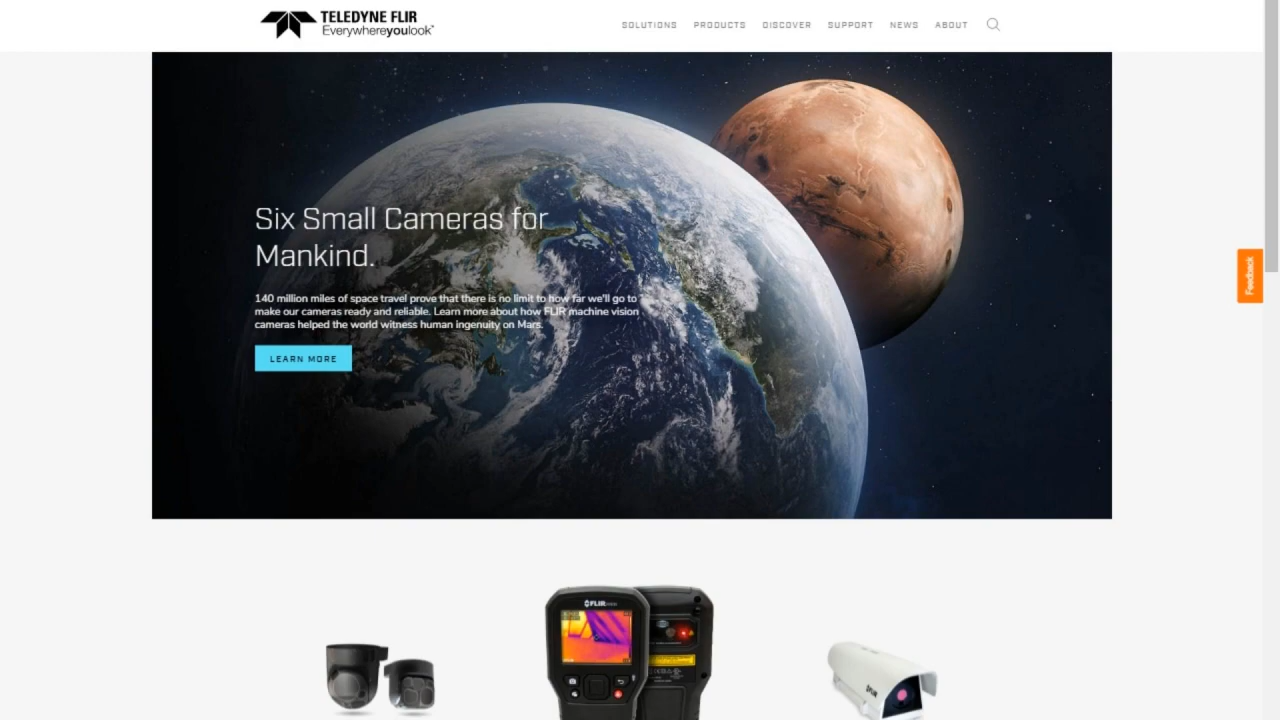 TELEDYNE FLIR
Everywhereyoulook™
SOLUTIONS PRODUCTS DISCOVER SUPPORT NEWS ABOUT
Six Small Cameras for
Mankind.
140 million miles of space travel prove that there is no limit to how far we'll go to
make our cameras ready and reliable. Learn more about how FLIR machine vision
cameras helped the world witness human ingenuity on Mars.
LEARN MORE
Feedback
FLIR
FLIR